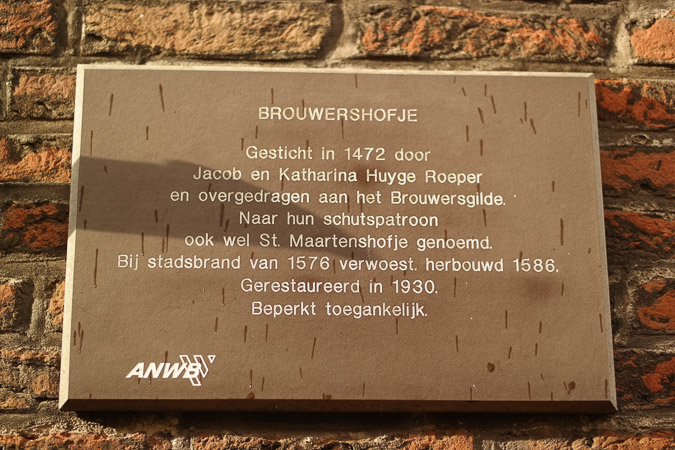 BROUWERSHOFJE
Gesticht in 1472 door
Jacob en Katharina Huyge Roeper
en overgedragen aan het Brouwersgilde.
Naar hun schutspatroon
ook wel St. Maartenshofje genoemd.
Bij stadsbrand van 1576 verwoest, herbouwd 1586.
Gerestaureerd in 1930.
Beperkt toegankelijk.
ANWB